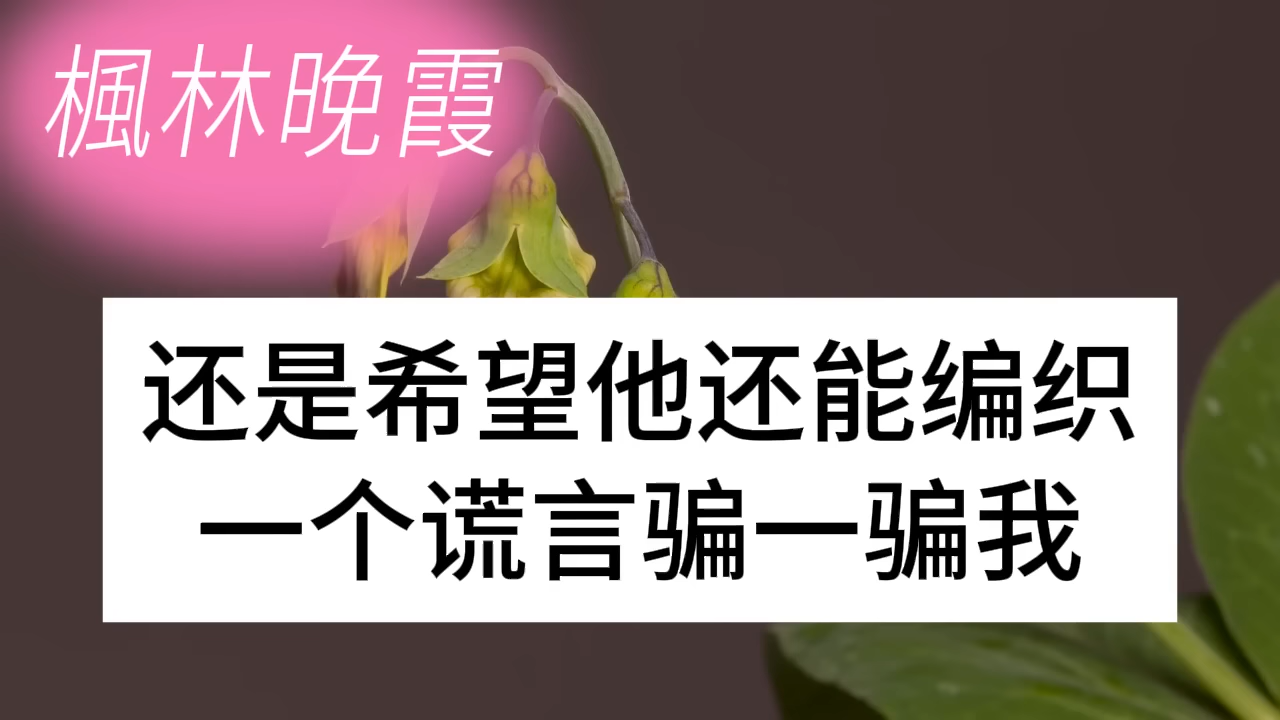 楓林晚霞
还是希望他还能编织
一个谎言骗一骗我